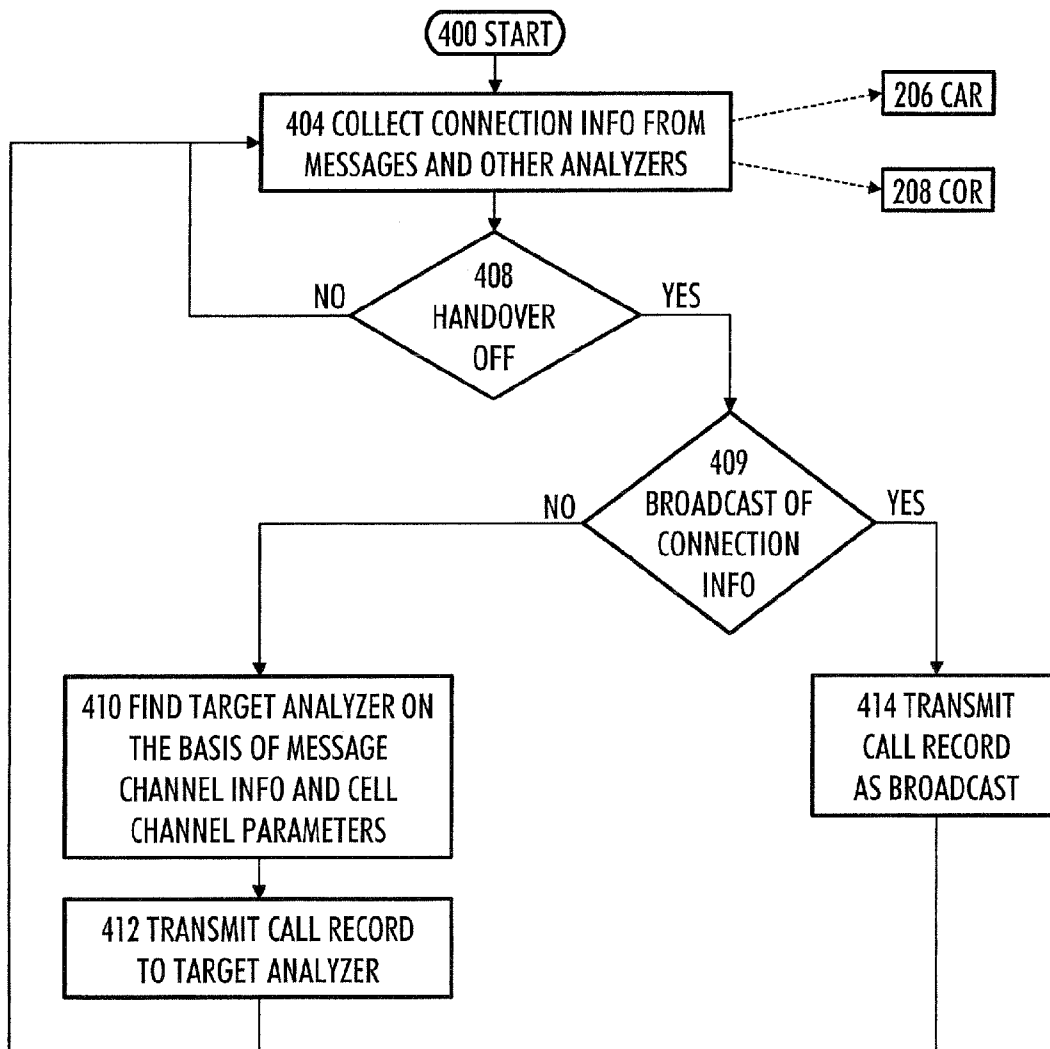 400 START
404 COLLECT CONNECTION INFO FROM
MESSAGES AND OTHER ANALYZERS
206 CAR
208 COR
408
HANDOVER
OFF
NO
YES
409
BROADCAST OF
CONNECTION
INFO
NO
YES
410 FIND TARGET ANALYZER ON
THE BASIS OF MESSAGE
CHANNEL INFO AND CELL
CHANNEL PARAMETERS
414 TRANSMIT
CALL RECORD
AS BROADCAST
412 TRANSMIT CALL RECORD
TO TARGET ANALYZER